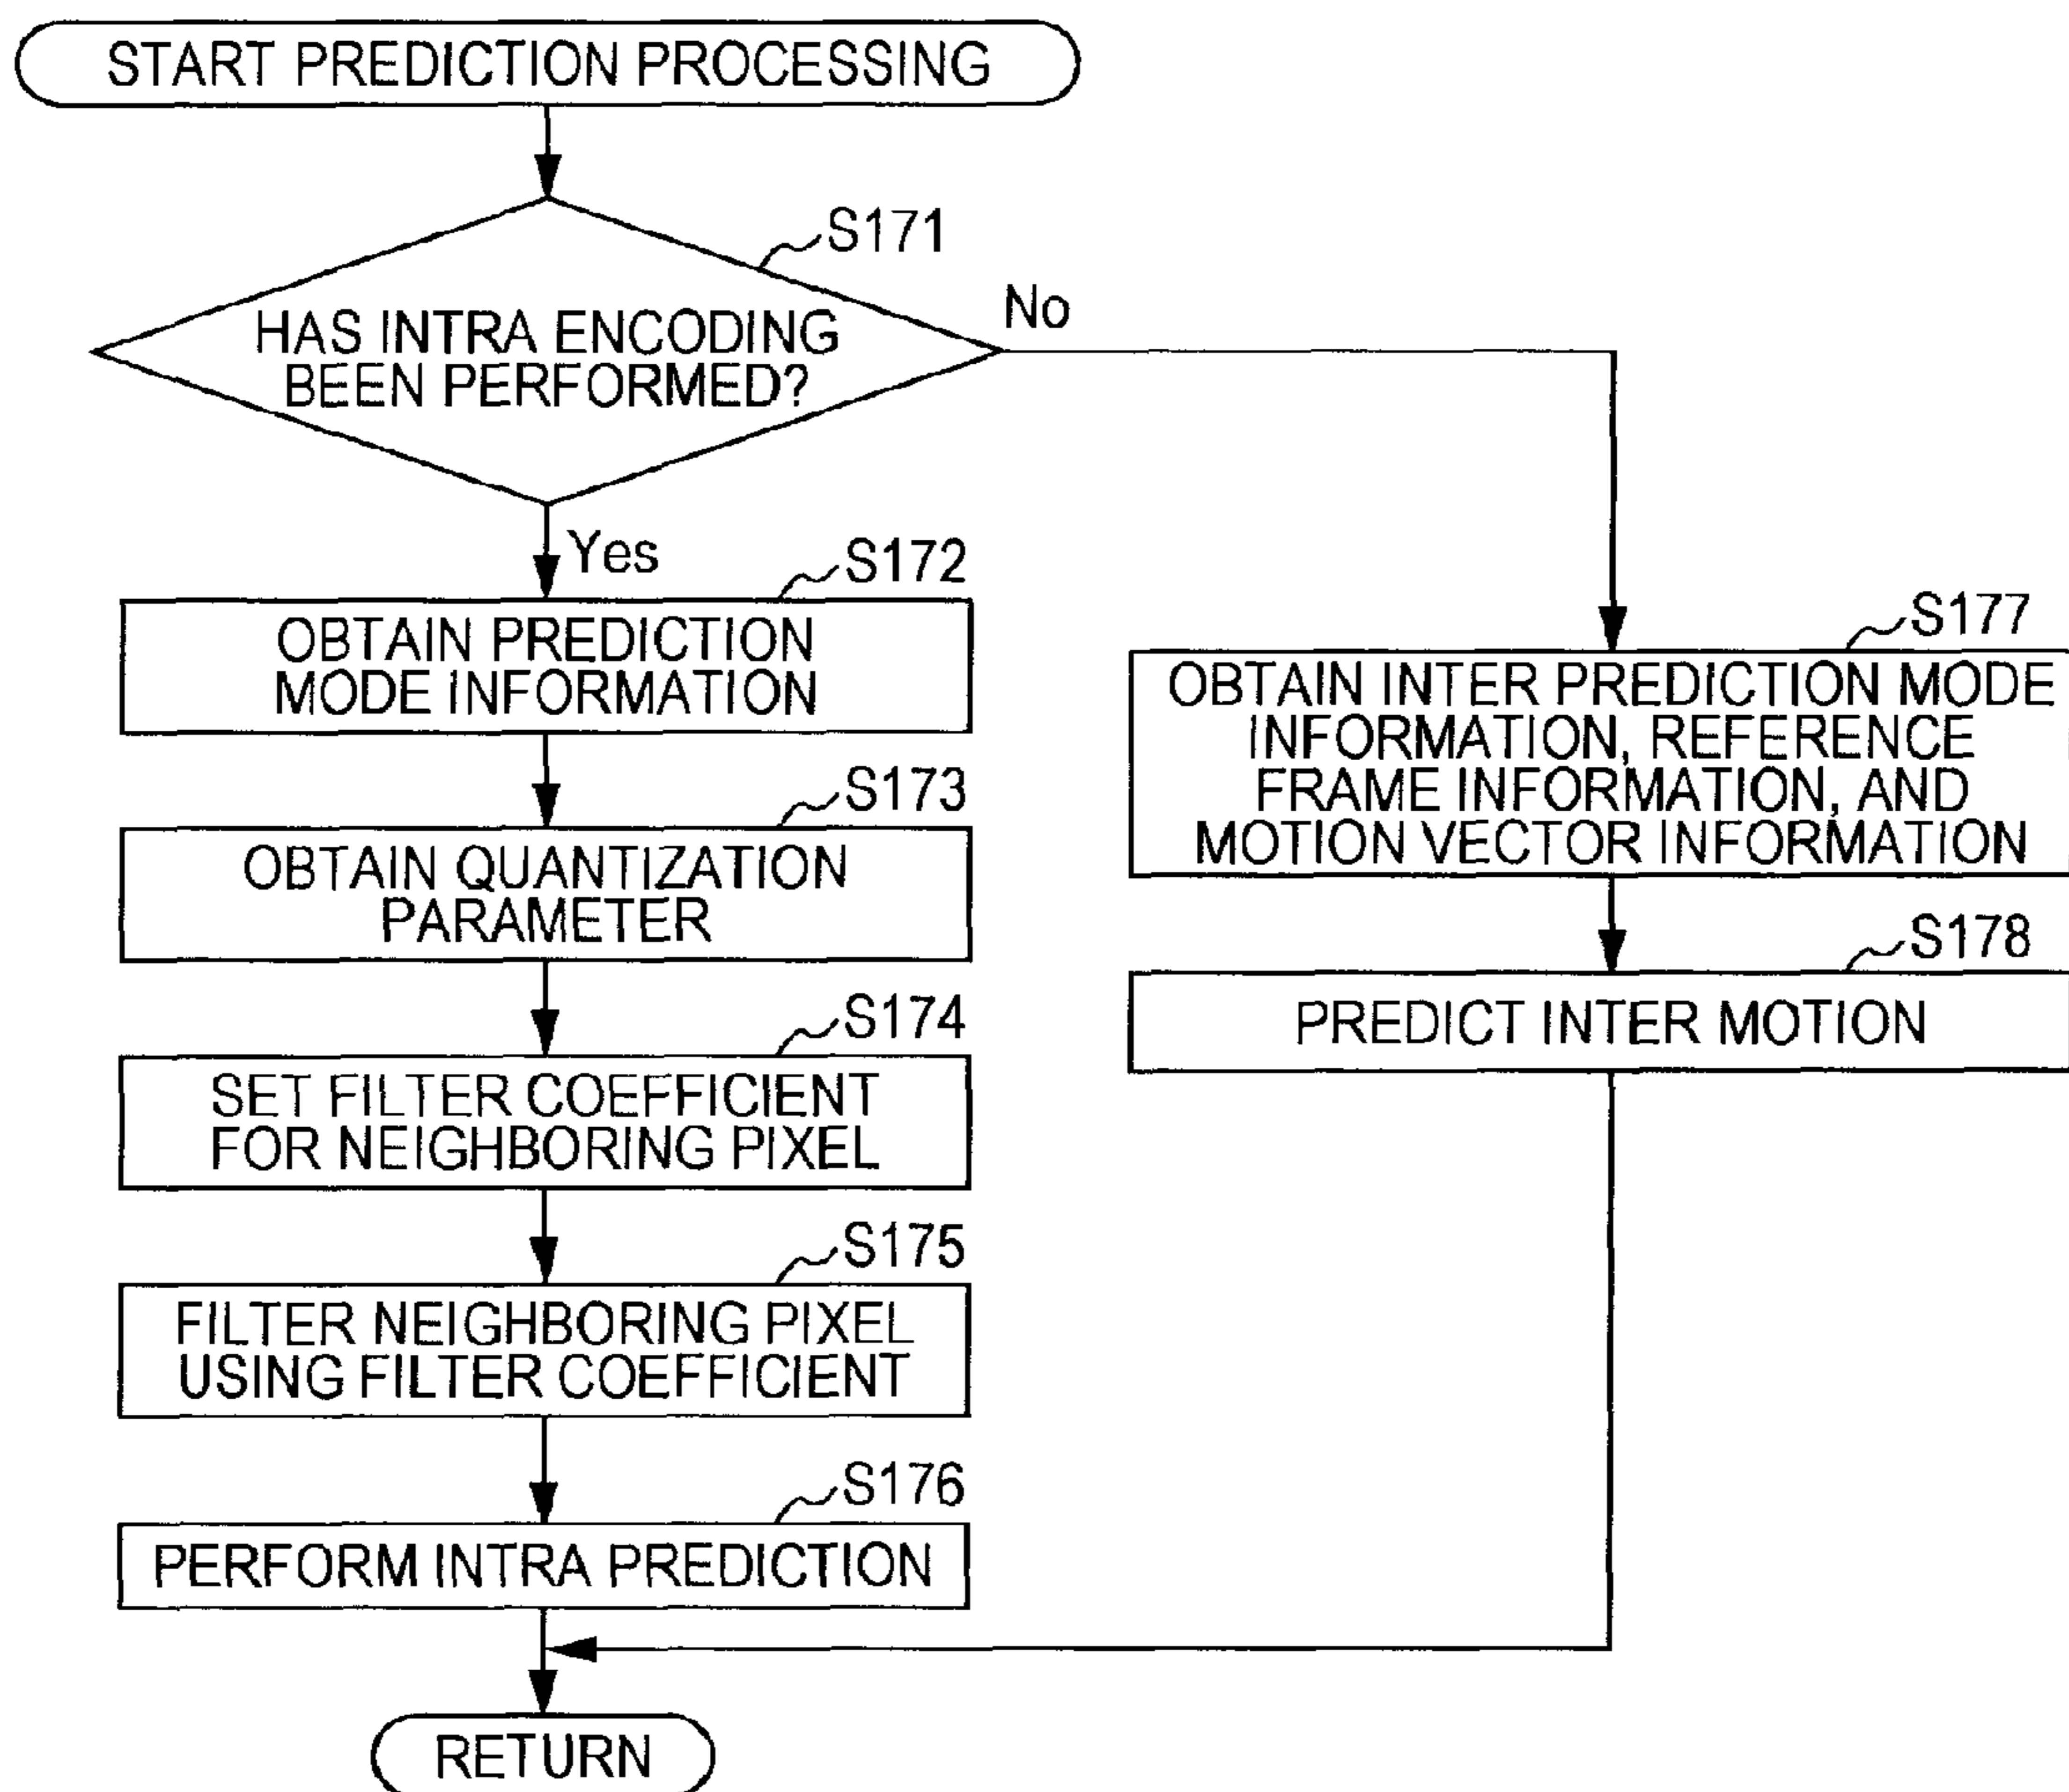 START PREDICTION PROCESSING
S171
HAS INTRA ENCODING
BEEN PERFORMED?
No
Yes
S172
OBTAIN PREDICTION
MODE INFORMATION
S173
OBTAIN QUANTIZATION
PARAMETER
S174
SET FILTER COEFFICIENT
FOR NEIGHBORING PIXEL
S175
FILTER NEIGHBORING PIXEL
USING FILTER COEFFICIENT
S176
PERFORM INTRA PREDICTION
S177
OBTAIN INTER PREDICTION MODE
INFORMATION, REFERENCE
FRAME INFORMATION, AND
MOTION VECTOR INFORMATION
S178
PREDICT INTER MOTION
RETURN